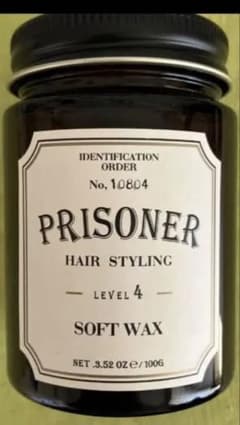 IDENTIFICATION
ORDER
No, 10804
PRISONER
HAIR STYLING
LEVEL 4
SOFT WAX
NET .3.52 OZ ℮/100G